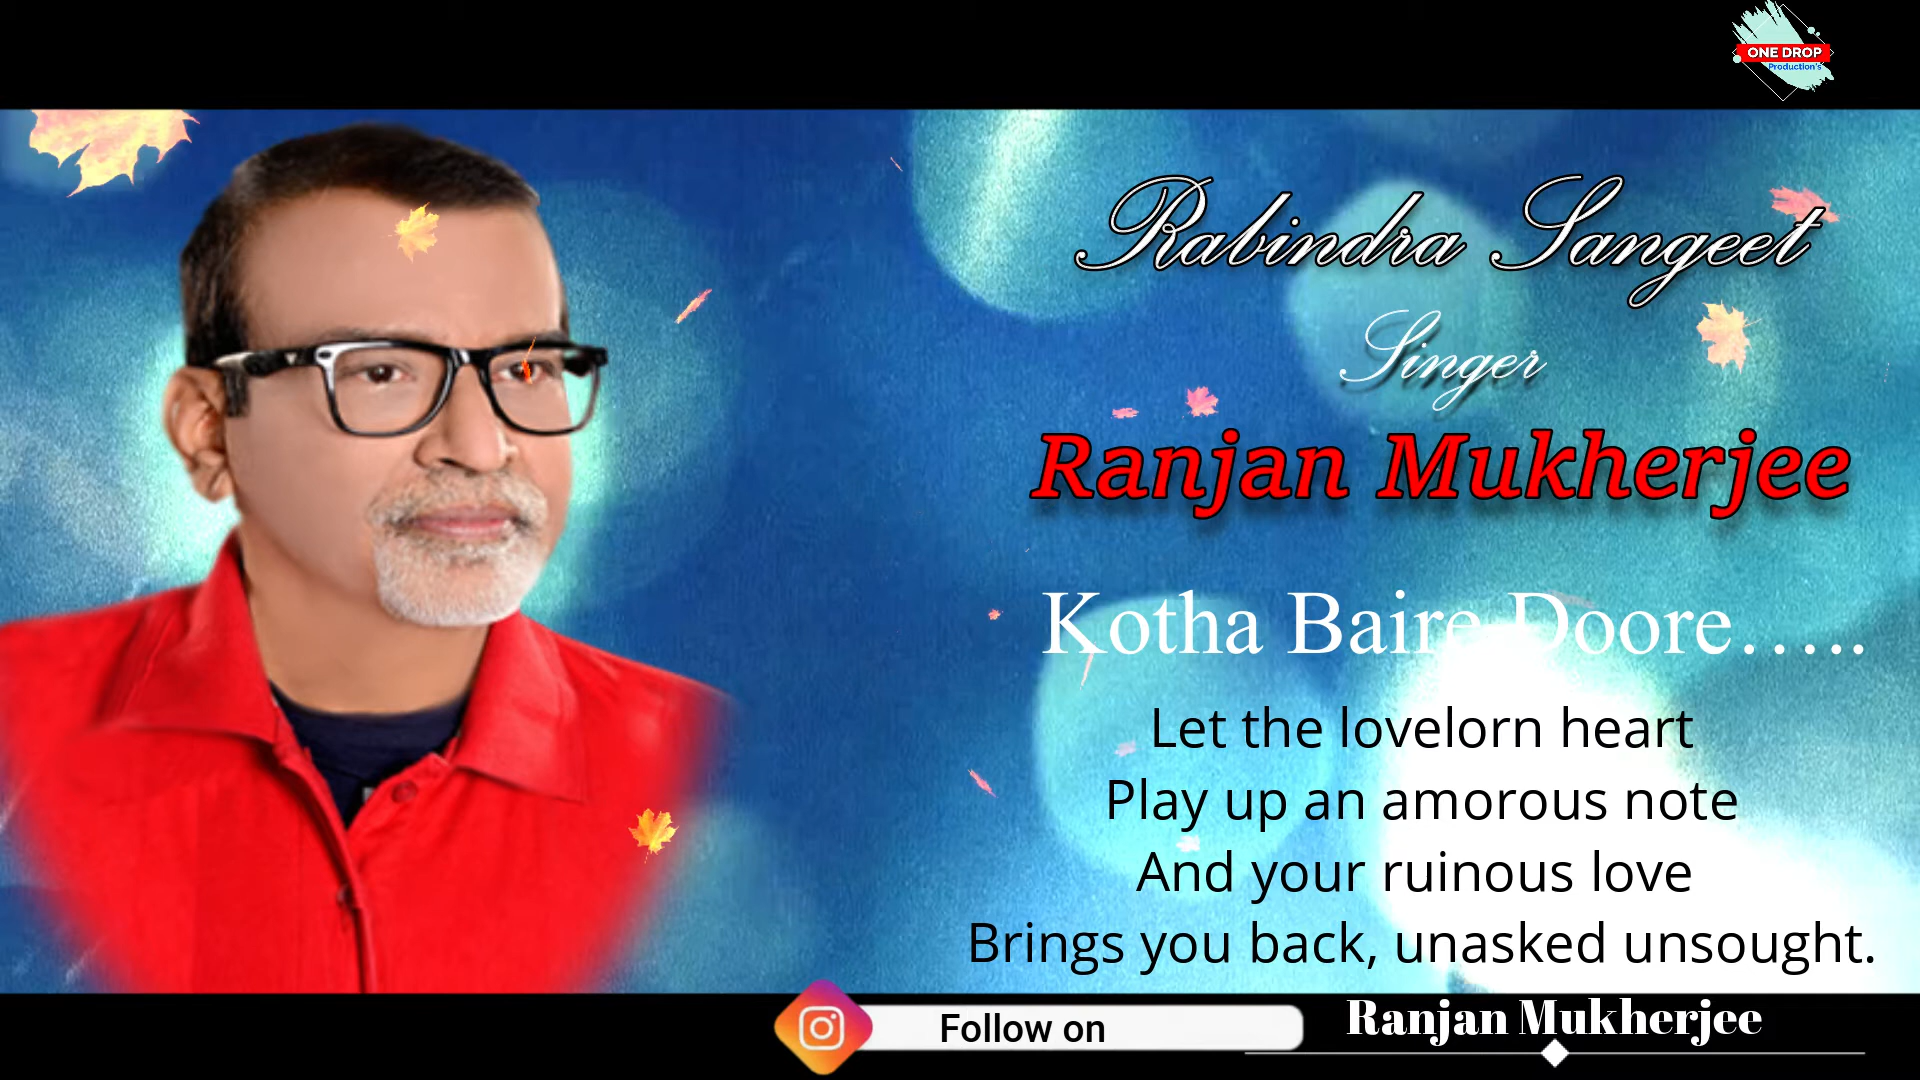 ONE DROP
Production's
Rabindra Sangeet
Singer
Ranjan Mukherjee
Kotha Baire Doore......
Let the lovelorn heart
Play up an amorous note
And your ruinous love
Brings you back, unasked unsought.
Follow on
Ranjan Mukherjee